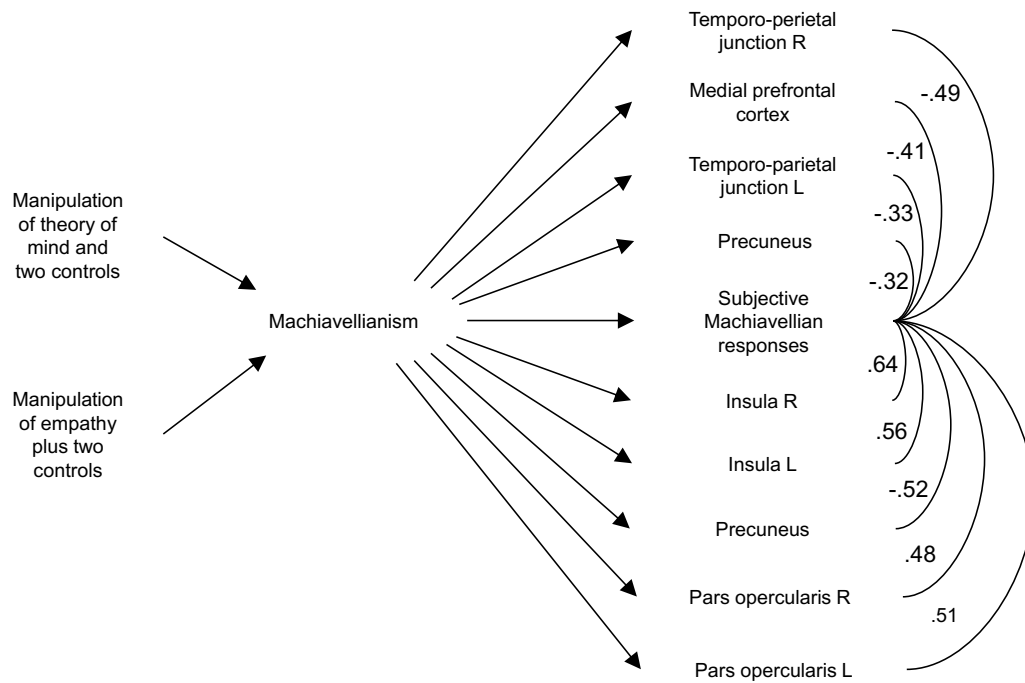 Manipulation
of theory of
mind and
two controls
Manipulation
of empathy
plus two
controls
Machiavellianism
Temporo-perietal
junction R
Medial prefrontal
cortex
Temporo-parietal
junction L
Precuneus
Subjective
Machiavellian
responses
Insula R
Insula L
Precuneus
Pars opercularis R
Pars opercularis L
-.49
-.41
-.33
-.32
.64
.56
-.52
.48
.51